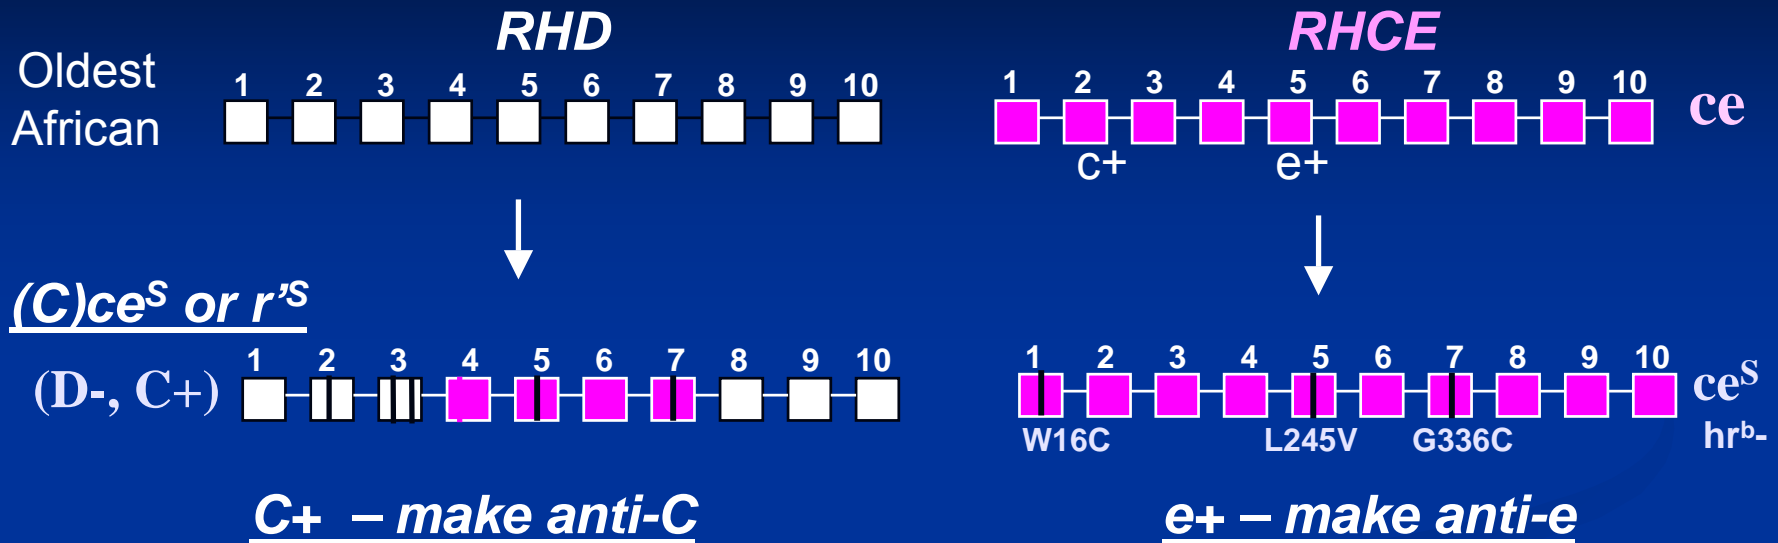 RHD RHCE
Oldest African
1 2 3 4 5 6 7 8 9 10
1 2 3 4 5 6 7 8 9 10
ce
c+ e+
(C)ceS or r’S
(D-, C+)
1 2 3 4 5 6 7 8 9 10
1 2 3 4 5 6 7 8 9 10
ceS
W16C L245V G336C
hrb-
C+ – make anti-C
e+ – make anti-e